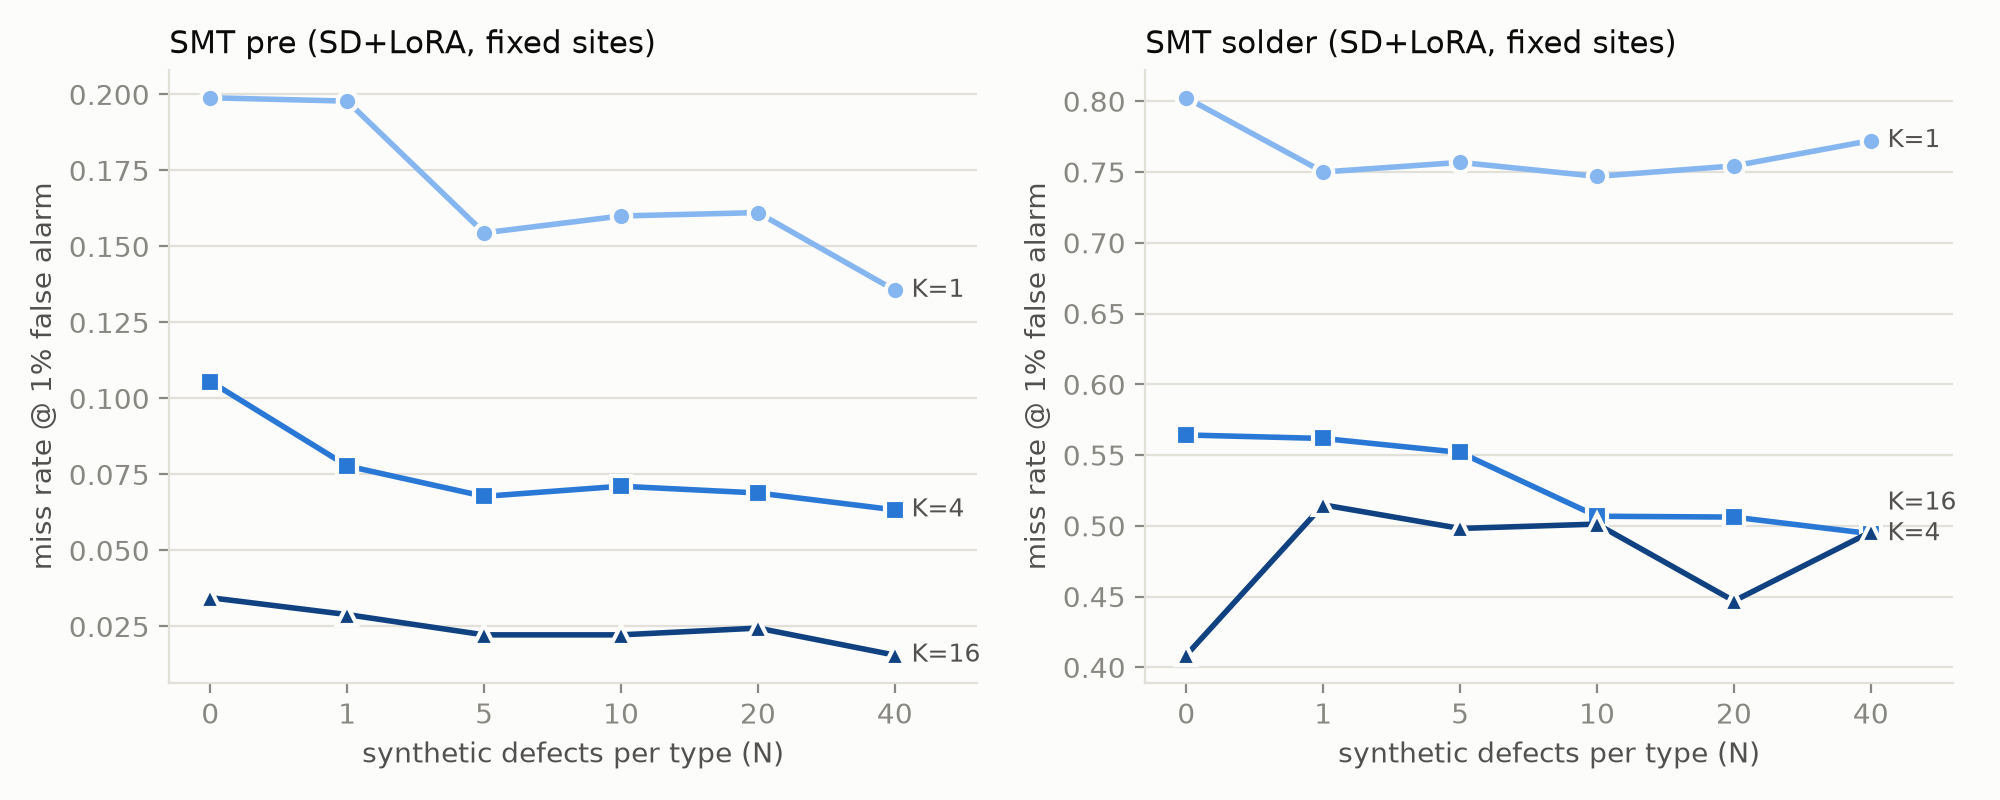 SMT pre (SD+LoRA, fixed sites)
miss rate @ 1% false alarm
0.200
0.175
0.150
0.125
0.100
0.075
0.050
0.025
K=1
K=4
K=16
0 1 5 10 20 40
synthetic defects per type (N)
SMT solder (SD+LoRA, fixed sites)
miss rate @ 1% false alarm
0.80
0.75
0.70
0.65
0.60
0.55
0.50
0.45
0.40
K=1
K=16
K=4
0 1 5 10 20 40
synthetic defects per type (N)